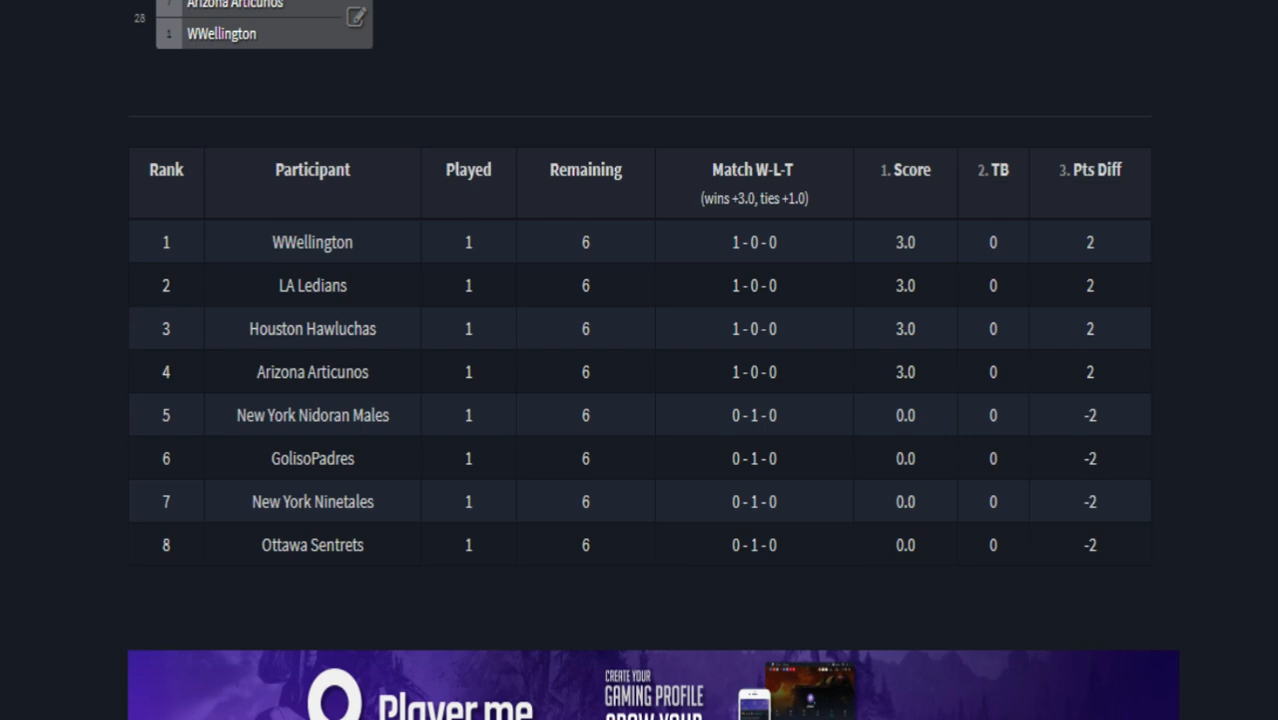 7 Arizona Articunos
28
1 WWellington
Rank Participant Played Remaining Match W-L-T 1. Score 2. TB 3. Pts Diff
(wins +3.0, ties +1.0)
1 WWellington 1 6 1 - 0 - 0 3.0 0 2
2 LA Ledians 1 6 1 - 0 - 0 3.0 0 2
3 Houston Hawluchas 1 6 1 - 0 - 0 3.0 0 2
4 Arizona Articunos 1 6 1 - 0 - 0 3.0 0 2
5 New York Nidoran Males 1 6 0 - 1 - 0 0.0 0 -2
6 GolisoPadres 1 6 0 - 1 - 0 0.0 0 -2
7 New York Ninetales 1 6 0 - 1 - 0 0.0 0 -2
8 Ottawa Sentrets 1 6 0 - 1 - 0 0.0 0 -2
Player.me
CREATE YOUR
GAMING PROFILE
GROW YOUR